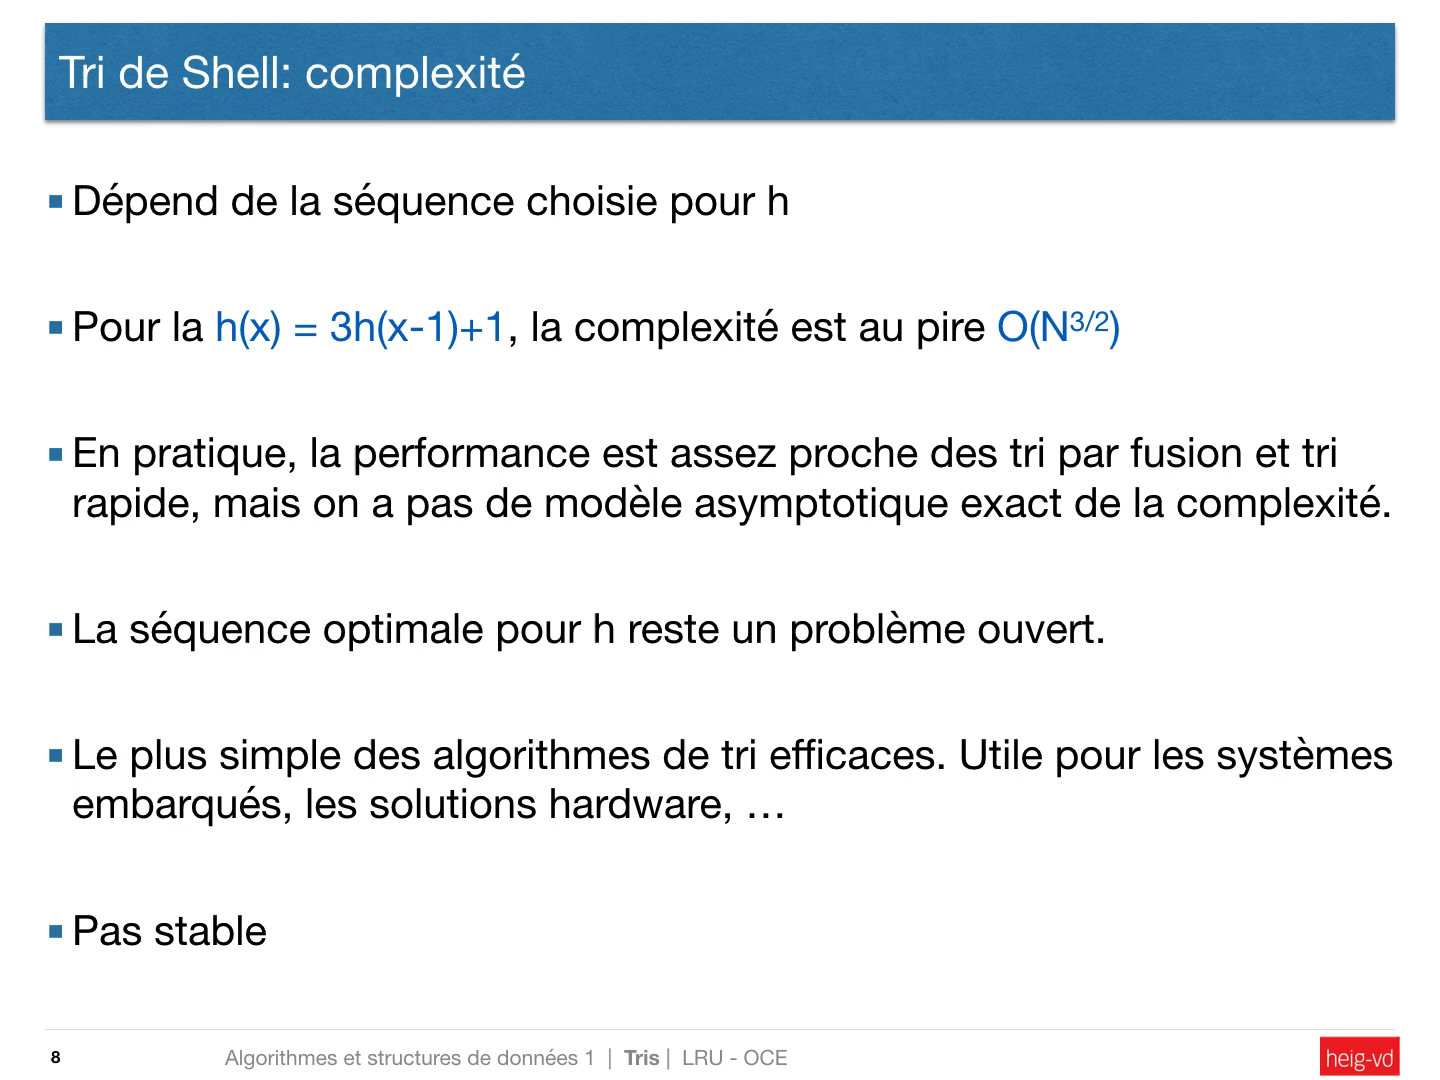 Tri de Shell: complexité
Dépend de la séquence choisie pour h
Pour la h(x) = 3h(x-1)+1, la complexité est au pire O(N3/2)
En pratique, la performance est assez proche des tri par fusion et tri
rapide, mais on a pas de modèle asymptotique exact de la complexité.
La séquence optimale pour h reste un problème ouvert.
Le plus simple des algorithmes de tri efficaces. Utile pour les systèmes
embarqués, les solutions hardware, …
Pas stable
8 Algorithmes et structures de données 1 | Tris | LRU - OCE heig-vd